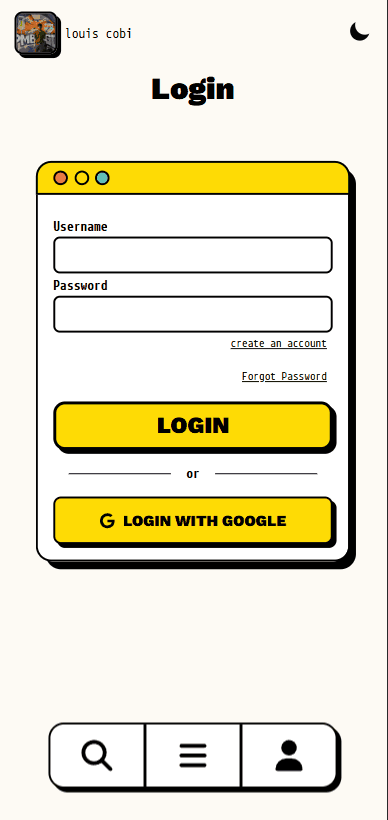 louis cobi
Login
Username
Password
create an account
Forgot Password
LOGIN
or
LOGIN WITH GOOGLE